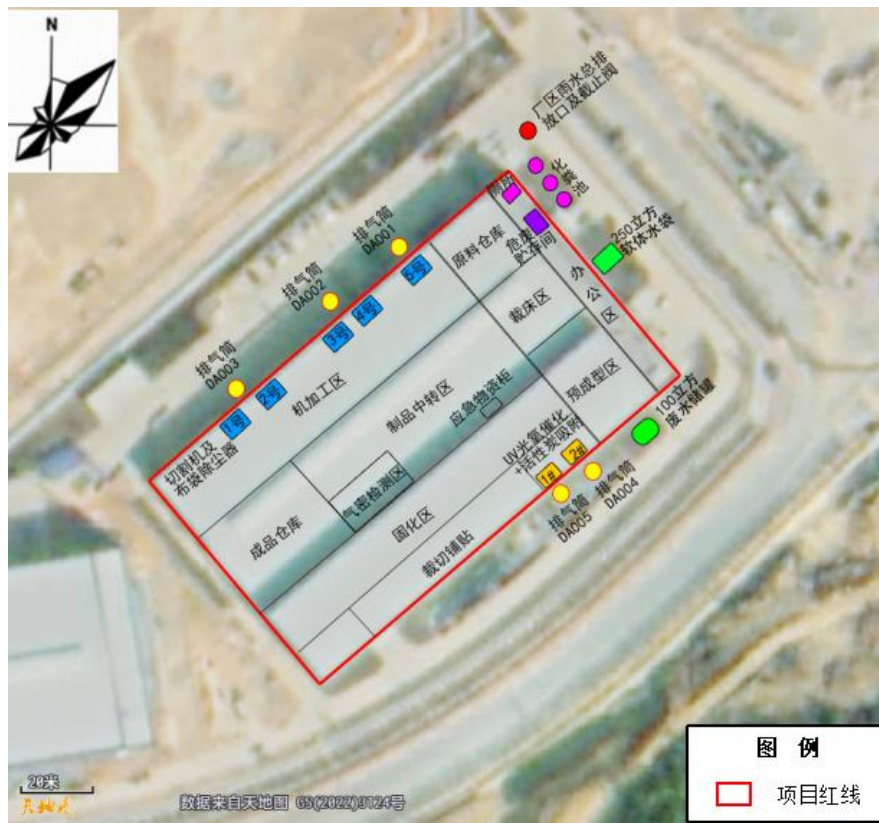 N
厂区雨水总排
放口及截止阀
化粪池
厕所
危废
贮存间
250立方
软体水袋
排气筒
DA001
排气筒
DA002
排气筒
DA003
原料仓库
办公区
5号
4号
3号
2号
1号
裁床区
机加工区
制品中转区
应急物资柜
预成型区
100立方
废水储罐
切割机及
布袋除尘器
UV光氧催化
+活性炭吸附
2#
1#
气密检测区
排气筒
DA004
排气筒
DA005
固化区
成品仓库
裁切铺贴
图 例
项目红线
20米
天地图
数据来自天地图 GS(2022)3124号